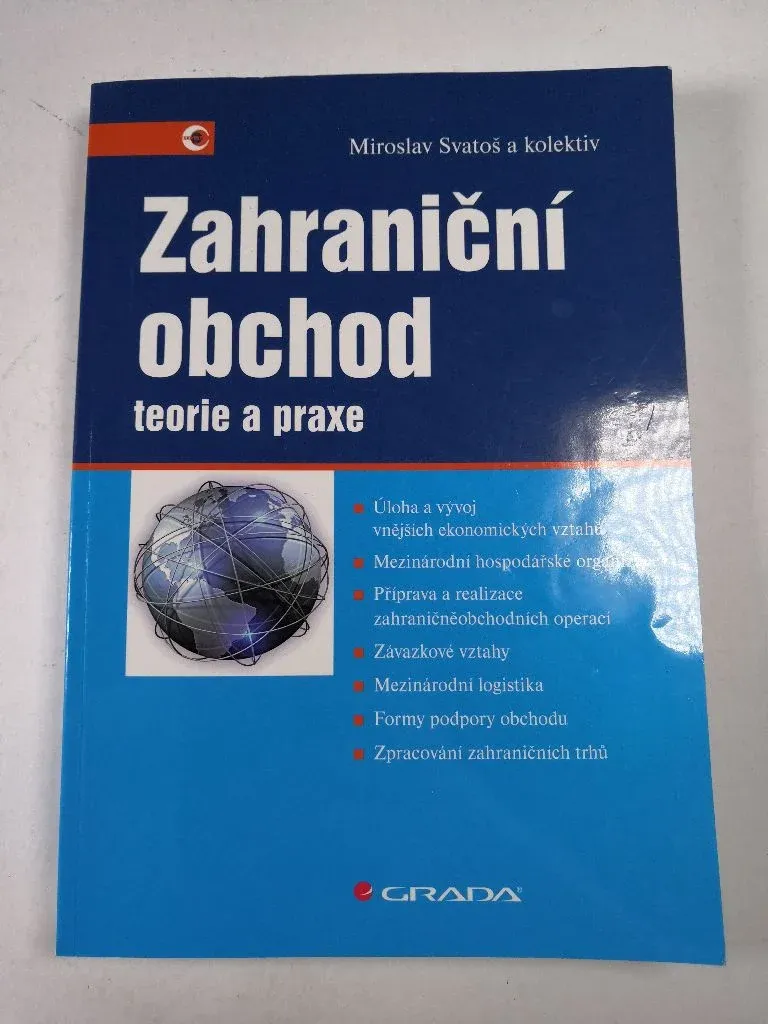 Miroslav Svatoš a kolektiv
Zahraniční
obchod
teorie a praxe
Úloha a vývoj
vnějších ekonomických vztahů
Mezinárodní hospodářské
Příprava a realizace
zahraničněobchodních operací
Závazkové vztahy
Mezinárodní logistika
Formy podpory obchodu
Zpracování zahraničních trhů
GRADA®